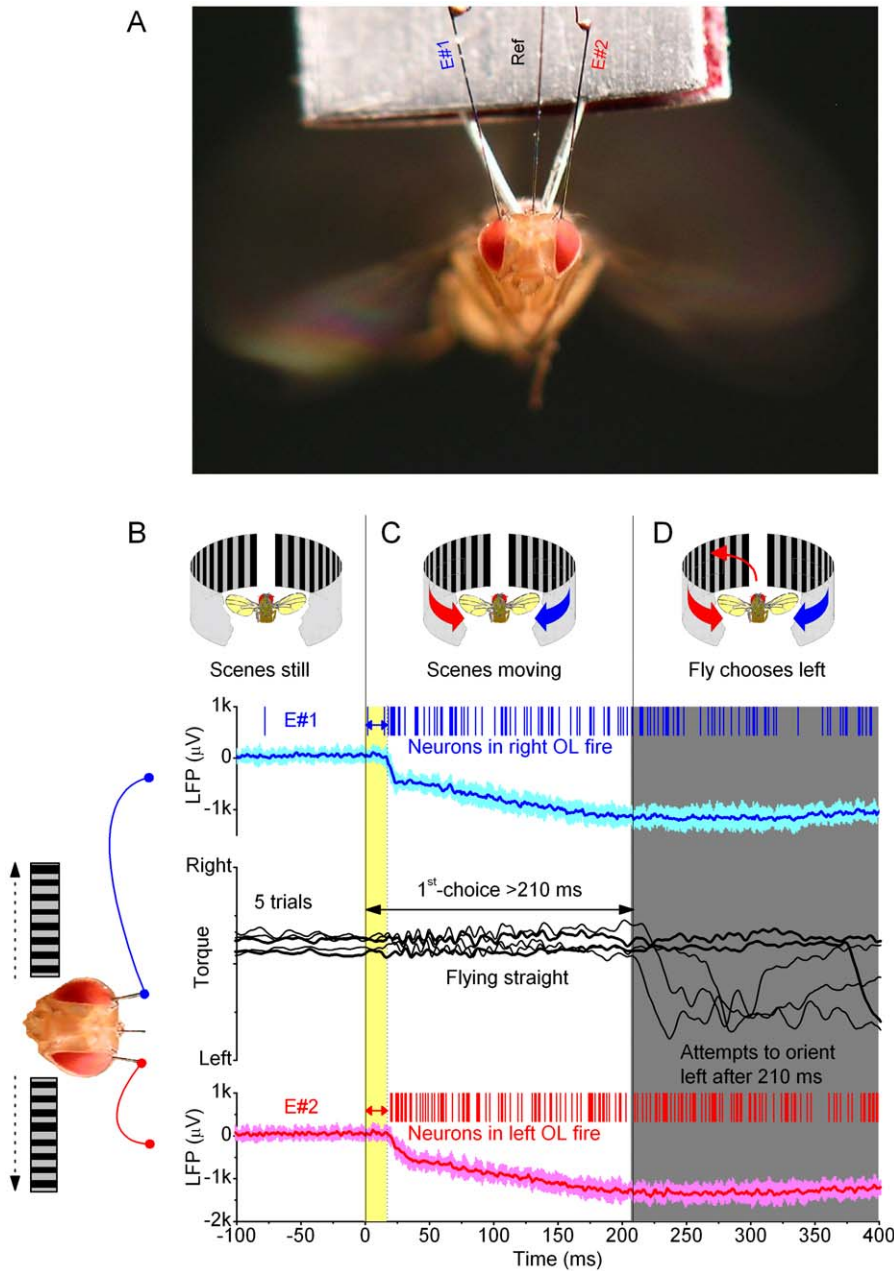 A
E#1
Ref
E#2
B
C
D
Scenes still
Scenes moving
Fly chooses left
1k
0
-1k
LFP (µV)
E#1
Neurons in right OL fire
Right
Torque
Left
5 trials
1st-choice >210 ms
Flying straight
Attempts to orient
left after 210 ms
1k
0
-1k
-2k
LFP (µV)
E#2
Neurons in left OL fire
-100 -50 0 50 100 150 200 250 300 350 400
Time (ms)